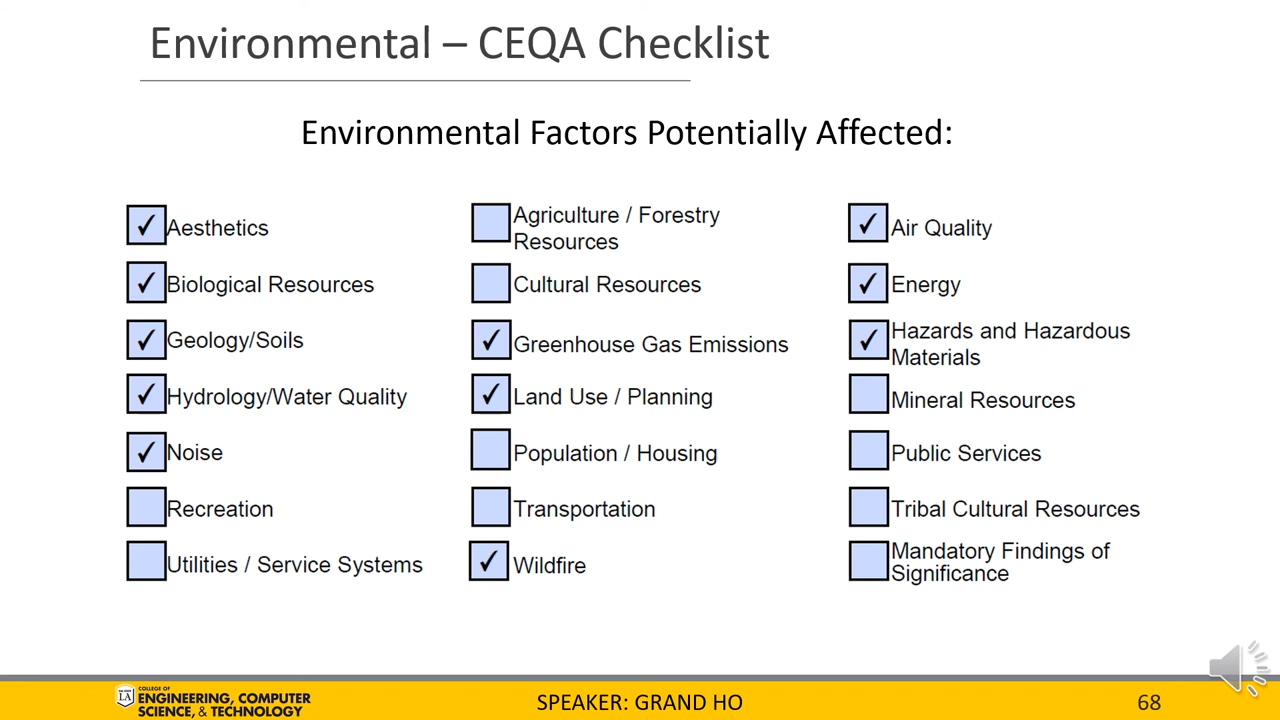 Environmental – CEQA Checklist
Environmental Factors Potentially Affected:
✓ Aesthetics
Agriculture / Forestry
Resources
✓ Air Quality
✓ Biological Resources
Cultural Resources
✓ Energy
✓ Geology/Soils
✓ Greenhouse Gas Emissions
✓ Hazards and Hazardous
Materials
✓ Hydrology/Water Quality
✓ Land Use / Planning
Mineral Resources
✓ Noise
Population / Housing
Public Services
Recreation
Transportation
Tribal Cultural Resources
Utilities / Service Systems
✓ Wildfire
Mandatory Findings of
Significance
LA
COLLEGE OF
ENGINEERING, COMPUTER
SCIENCE, & TECHNOLOGY
SPEAKER: GRAND HO
68